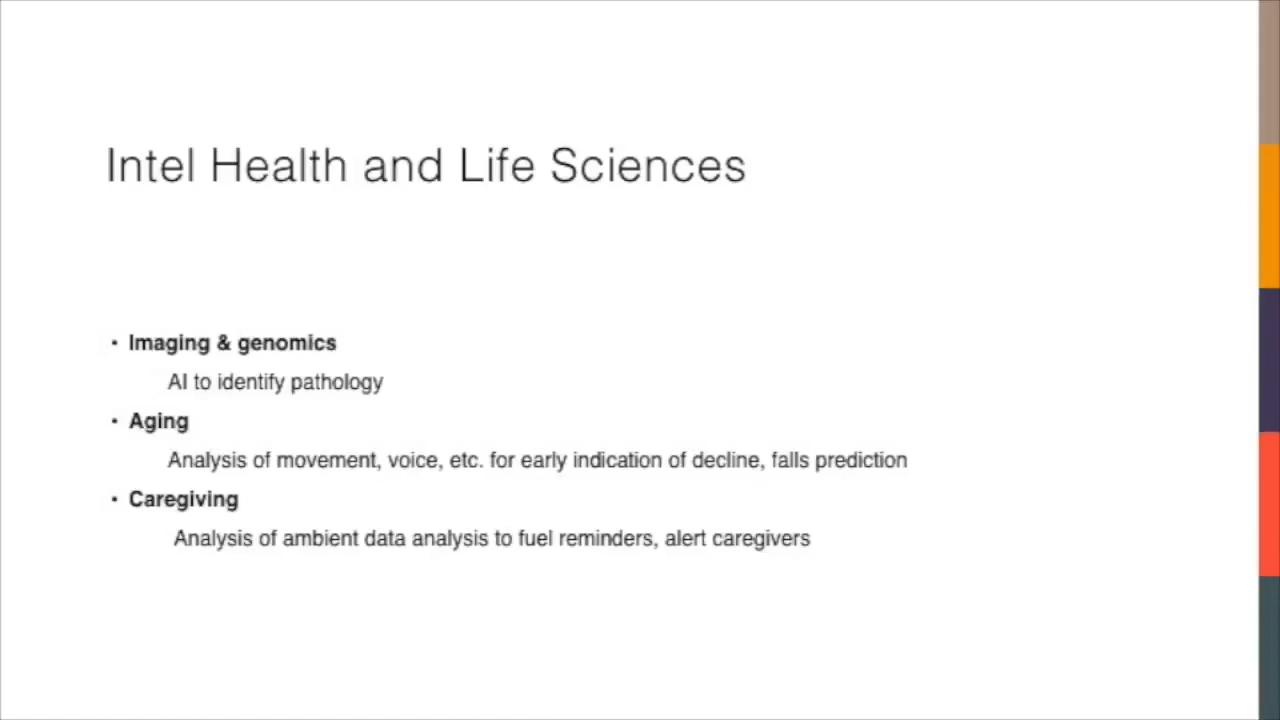 Intel Health and Life Sciences
• Imaging & genomics
AI to identify pathology
• Aging
Analysis of movement, voice, etc. for early indication of decline, falls prediction
• Caregiving
Analysis of ambient data analysis to fuel reminders, alert caregivers